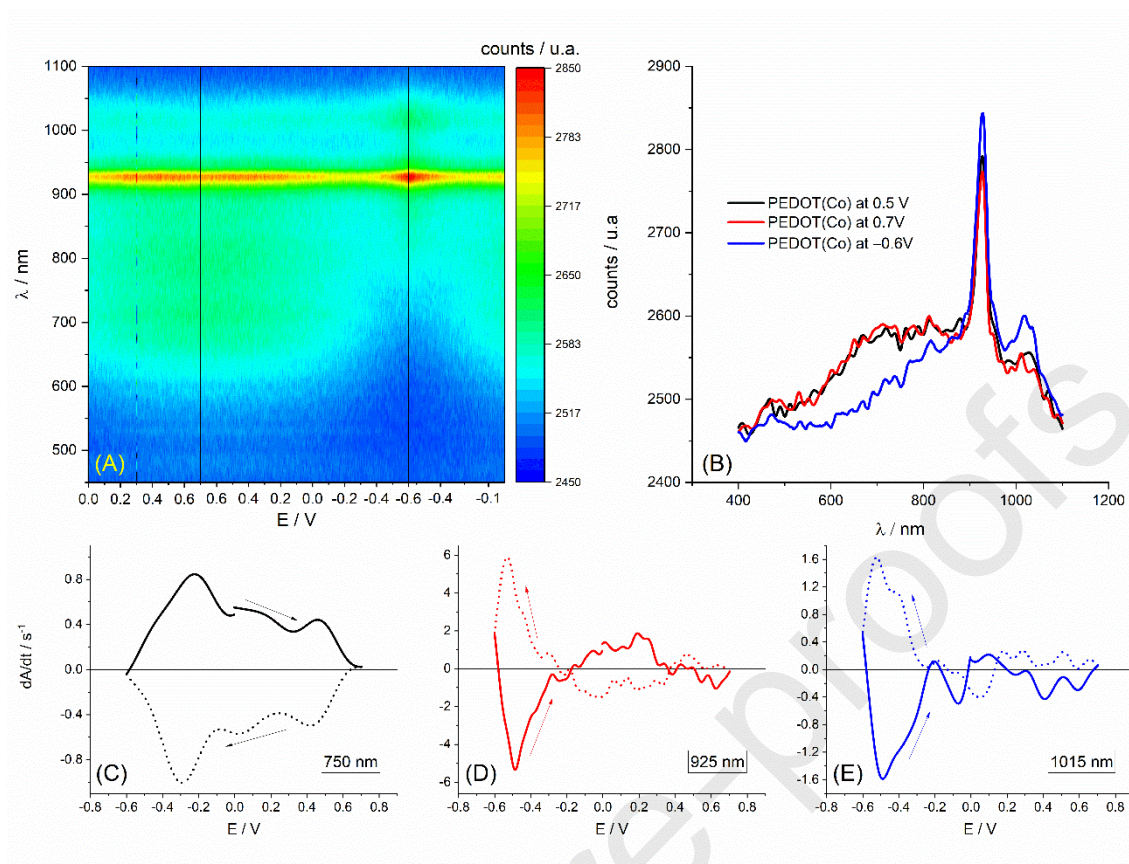 counts / u.a.
1100
1000
900
800
700
600
500
λ / nm
0.0 0.2 0.4 0.6 0.6 0.4 0.2 0.0 -0.2 -0.4 -0.6 -0.4 -0.1
E / V
(A)
2850
2783
2717
2650
2583
2517
2450
2900
2800
2700
2600
2500
2400
counts / u.a
PEDOT(Co) at 0.5 V
PEDOT(Co) at 0.7V
PEDOT(Co) at –0.6V
(B)
400 600 800 1000 1200
λ / nm
0.8
0.4
0.0
-0.4
-0.8
dA/dt / s⁻¹
(C)
750 nm
-0.8 -0.6 -0.4 -0.2 0.0 0.2 0.4 0.6 0.8
E / V
6
4
2
0
-2
-4
-6
(D)
925 nm
-0.8 -0.6 -0.4 -0.2 0.0 0.2 0.4 0.6 0.8
E / V
1.6
1.2
0.8
0.4
0.0
-0.4
-0.8
-1.2
-1.6
(E)
1015 nm
-0.8 -0.6 -0.4 -0.2 0.0 0.2 0.4 0.6 0.8
E / V
re-proofs